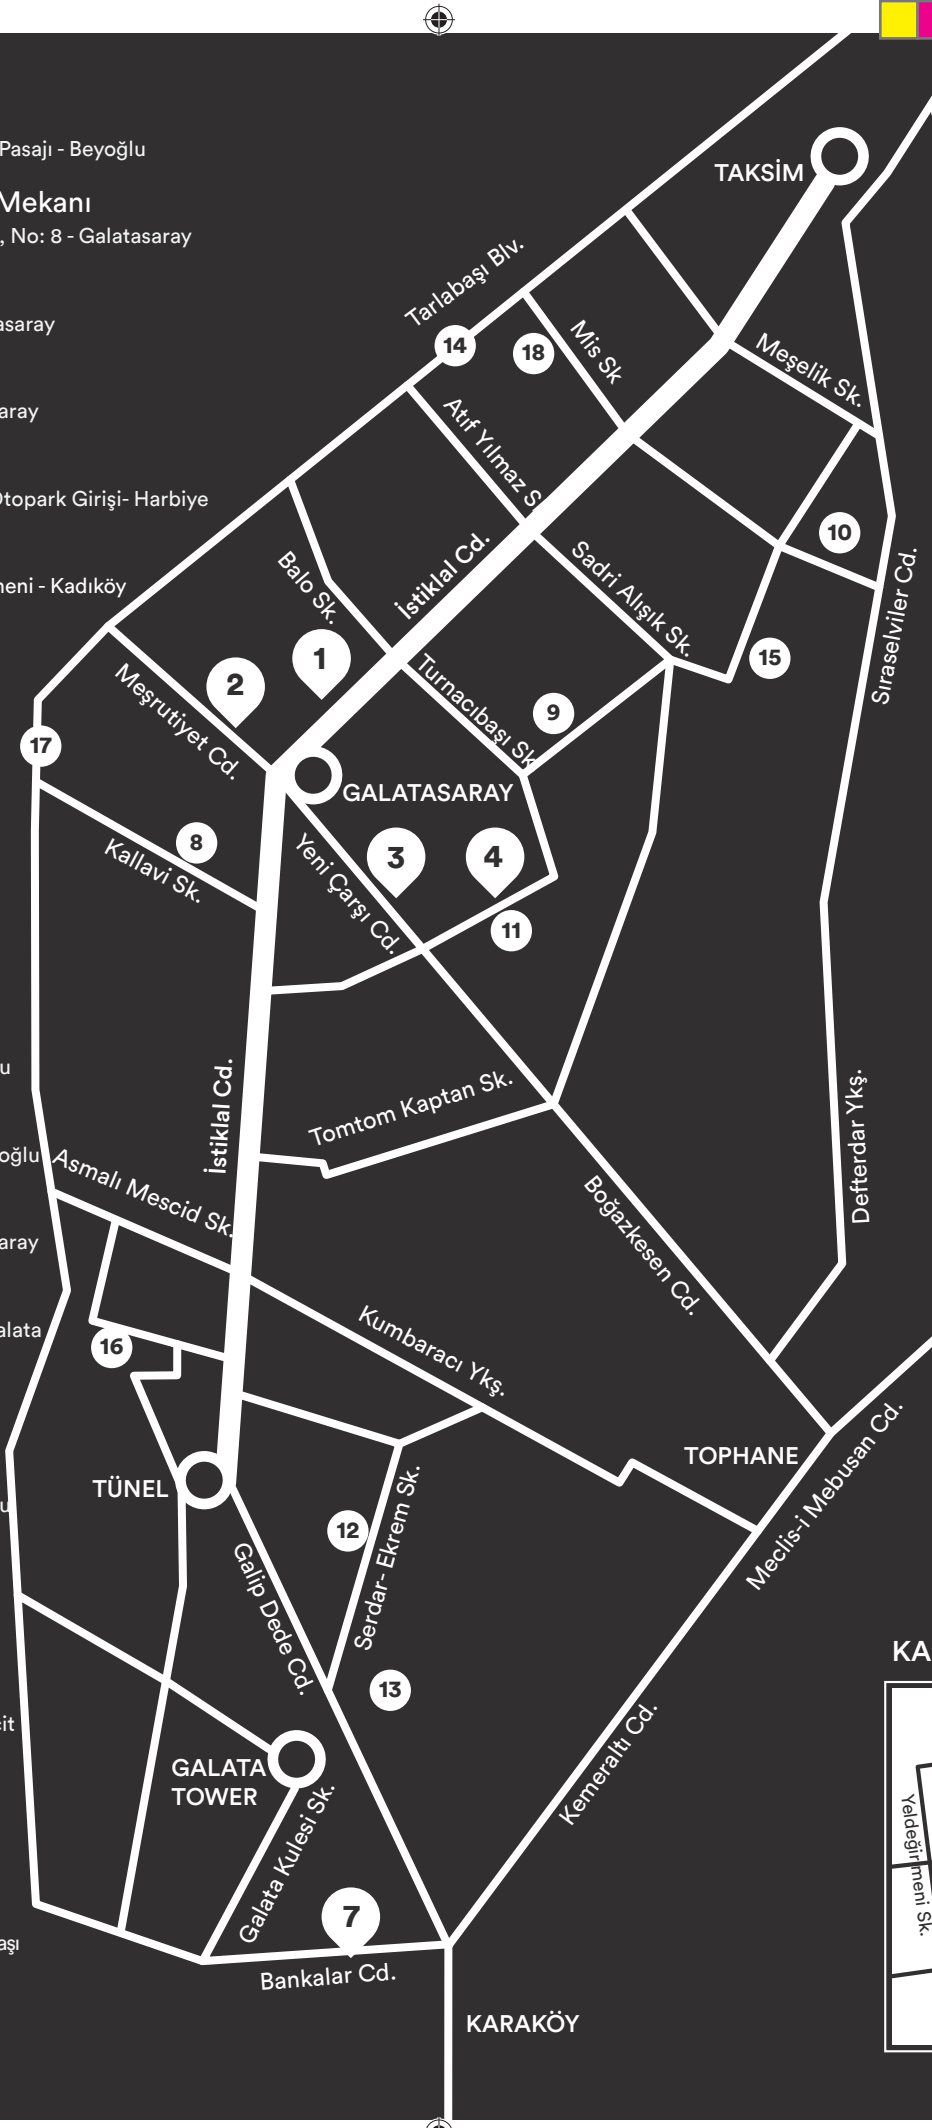 Pasajı - Beyoğlu
Mekanı
, No: 8 - Galatasaray
asaray
aray
Otopark Girişi- Harbiye
neni - Kadıköy
u
oğlu
aray
alata
u
cit
aşı
TAKSİM
Tarlabaşı Blv.
14
18
Mis Sk
Meşelik Sk.
Atıf Yılmaz S
10
İstiklal Cd.
Sadri Alışık Sk.
Sıraselviler Cd.
Balo Sk.
1
2
15
Turnacıbaşı Sk
9
Meşrutiyet Cd.
17
GALATASARAY
8
Kallavi Sk.
Yeni Çarşı Cd.
3
4
11
İstiklal Cd.
Tomtom Kaptan Sk.
Defterdar Ykş.
Asmalı Mescid Sk.
Boğazkesen Cd.
16
Kumbaracı Ykş.
TOPHANE
Meclis-i Mebusan Cd.
TÜNEL
12
Serdar- Ekrem Sk.
Galip Dede Cd.
13
KA
Kemeraltı Cd.
GALATA
TOWER
Galata Kulesi Sk.
Yeldeğirmeni Sk.
7
Bankalar Cd.
KARAKÖY